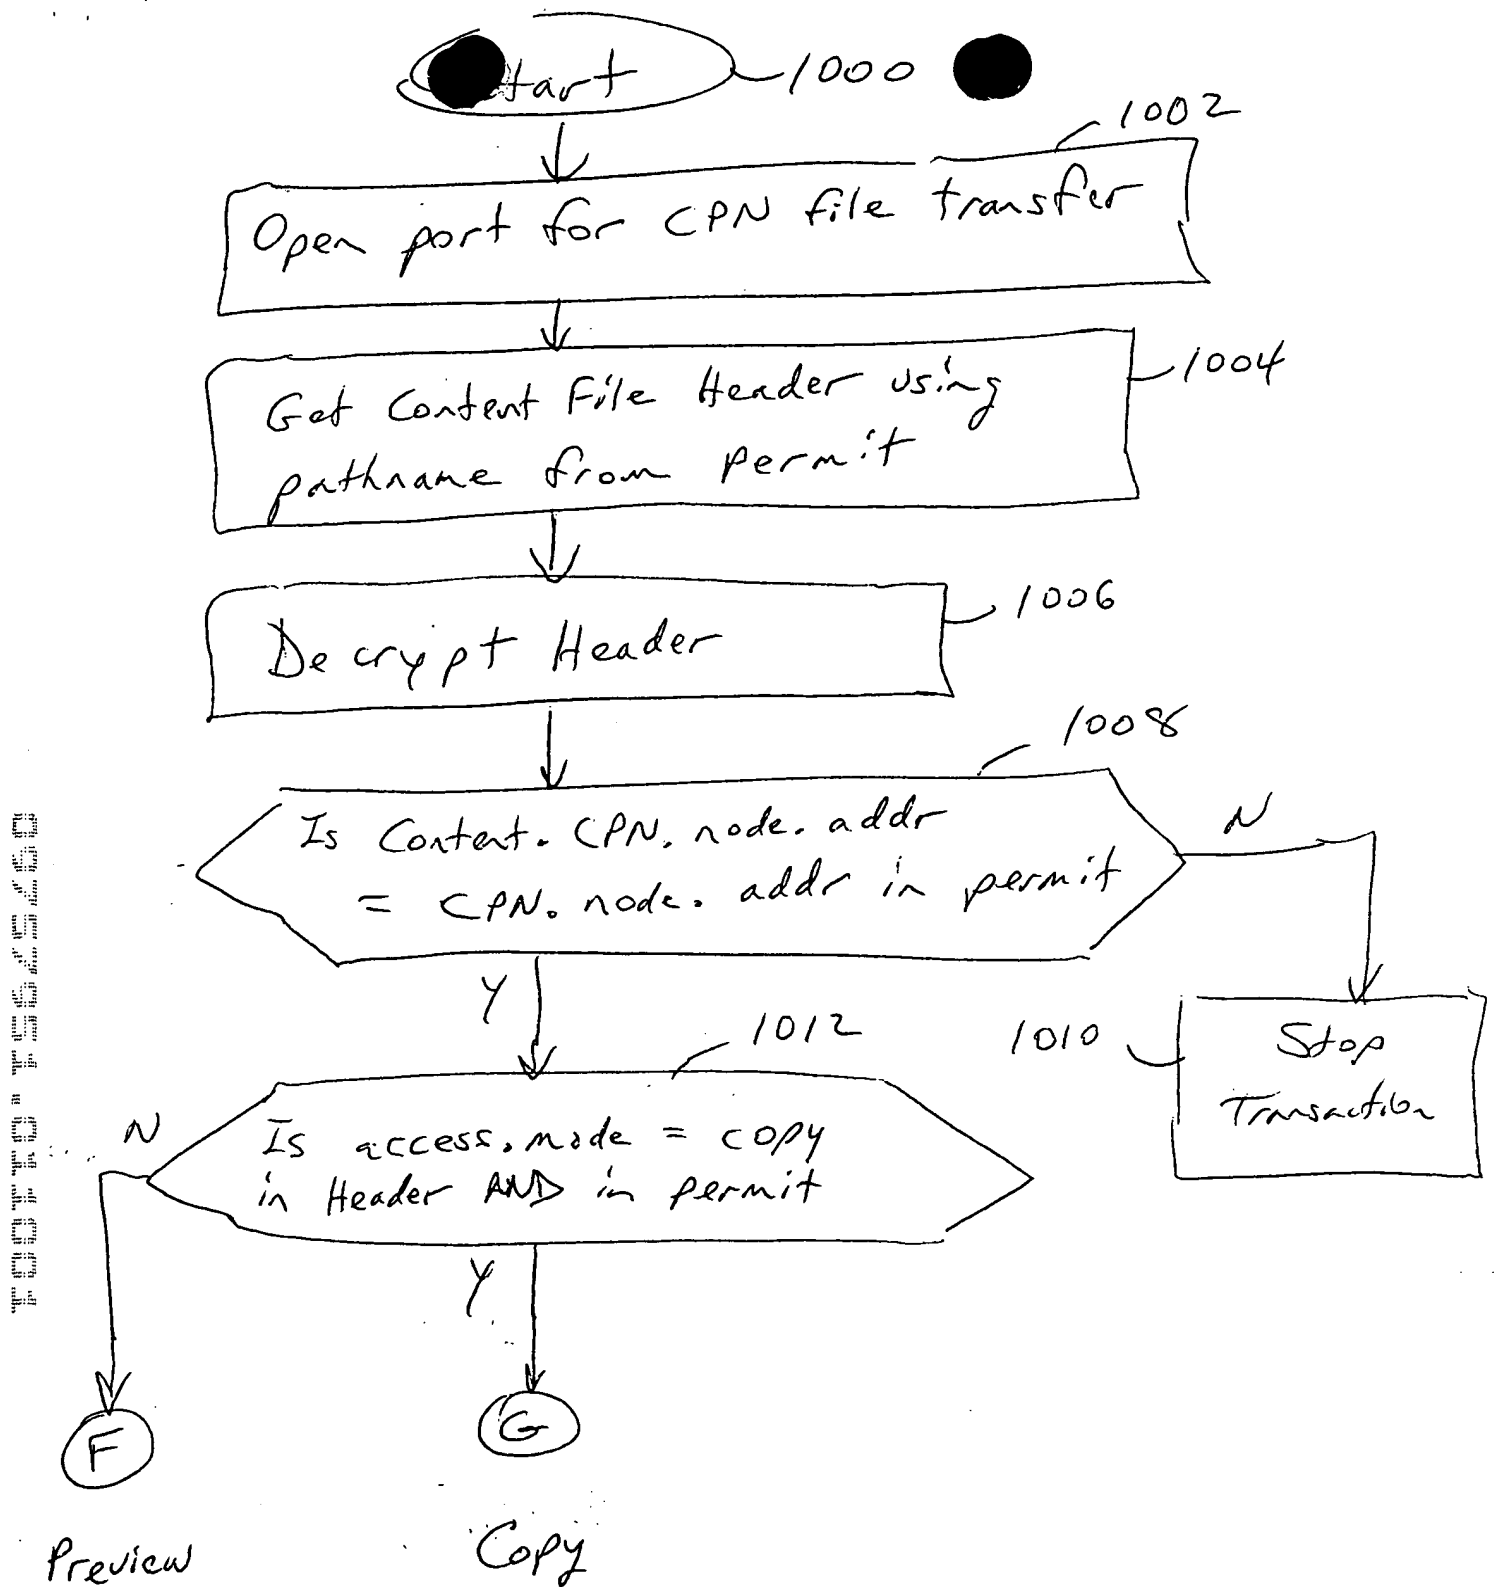 Start 1000
1002
Open port for CPN file transfer
1004
Get Content File Header using
pathname from permit
1006
Decrypt Header
1008
Is Content. CPN. node. addr
= CPN. node. addr in permit
N
Y
1010
Stop
Transaction
1012
Is access.mode = copy
in Header AND in permit
N
Y
F
G
Preview
Copy